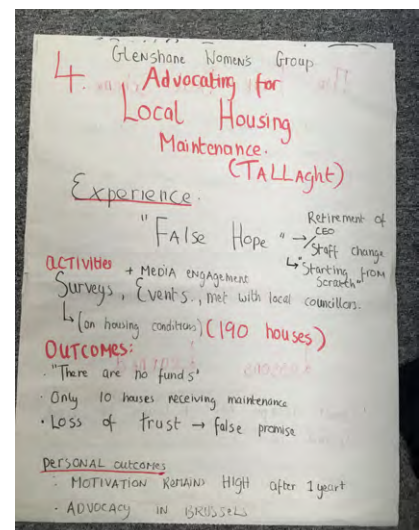 Glenshane Women's Group
4. Advocating for
Local Housing
Maintenance.
(TALLAGHT)
Experience.
"False Hope" → Retirement of
CEO
/Staff change
↳ "Starting from
Scratch"
activities + MEDIA ENGAGEMENT
Surveys, Events., met with local councillors.
↳ (on housing conditions) (190 houses)
OUTCOMES:
· "There are no funds"
· Only 10 houses receiving maintenance
· Loss of trust → false promise
personal outcomes
- MOTIVATION REMAINS HIGH after 1 year+
- ADVOCACY IN BRUSSELS